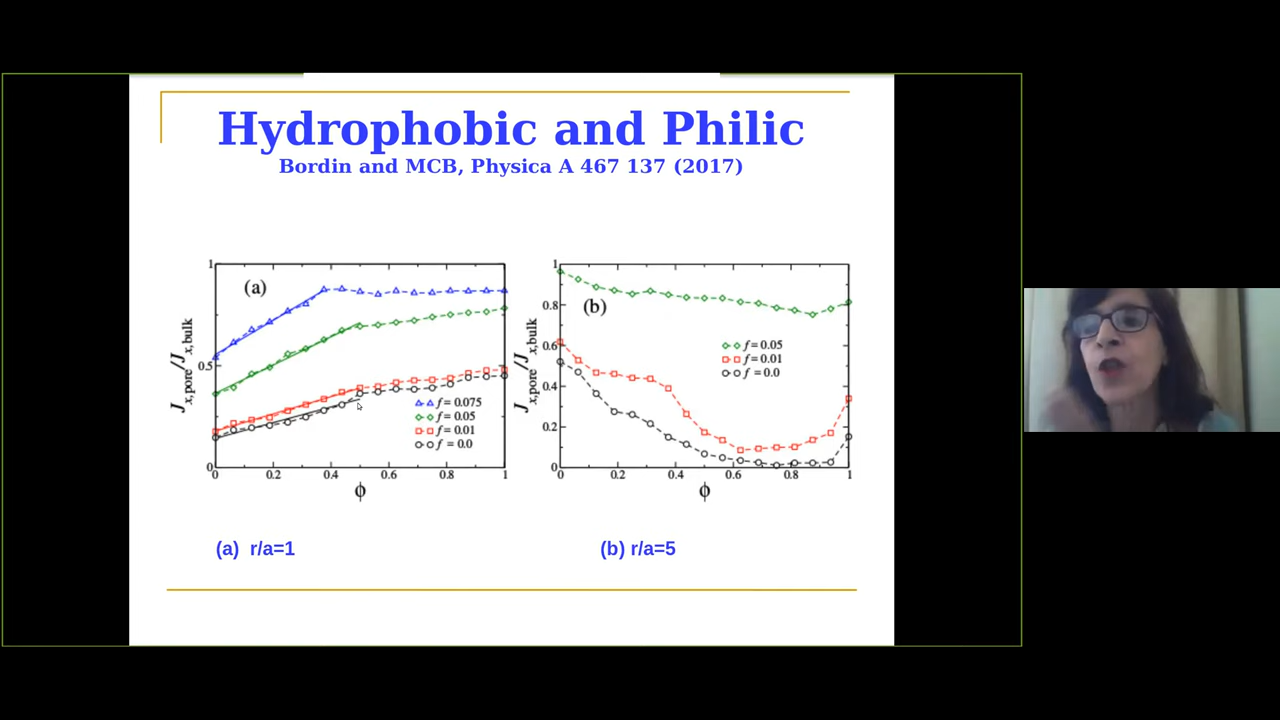 Hydrophobic and Philic
Bordin and MCB, Physica A 467 137 (2017)
(a)
J x,pore /J x,bulk
1
0.5
0
0 0.2 0.4 0.6 0.8 1
ϕ
f = 0.075
f = 0.05
f = 0.01
f = 0.0
(b)
J x,pore /J x,bulk
1
0.8
0.6
0.4
0.2
0
0 0.2 0.4 0.6 0.8 1
ϕ
f = 0.05
f = 0.01
f = 0.0
(a) r/a=1
(b) r/a=5